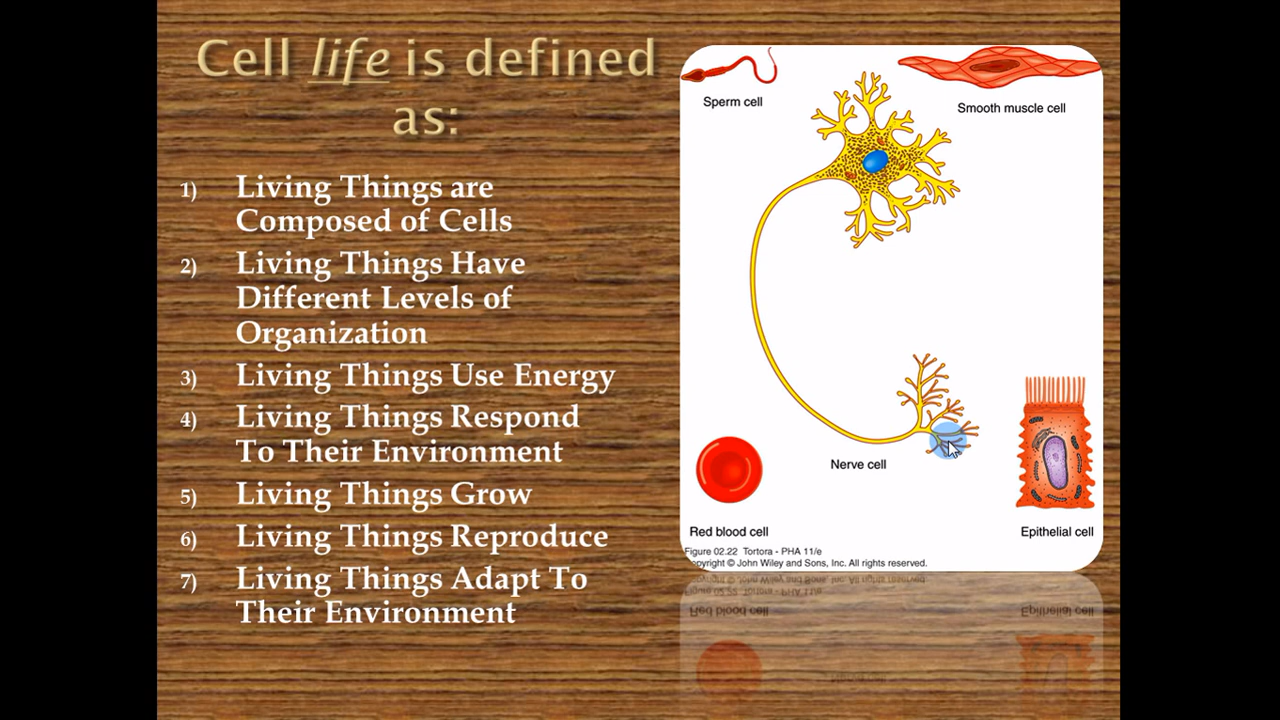 Cell life is defined
as:
1) Living Things are
Composed of Cells
2) Living Things Have
Different Levels of
Organization
3) Living Things Use Energy
4) Living Things Respond
To Their Environment
5) Living Things Grow
6) Living Things Reproduce
7) Living Things Adapt To
Their Environment
Sperm cell
Smooth muscle cell
Nerve cell
Red blood cell
Epithelial cell
Figure 02.22 Tortora - PHA 11/e
opyright © John Wiley and Sons, Inc. All rights reserved.